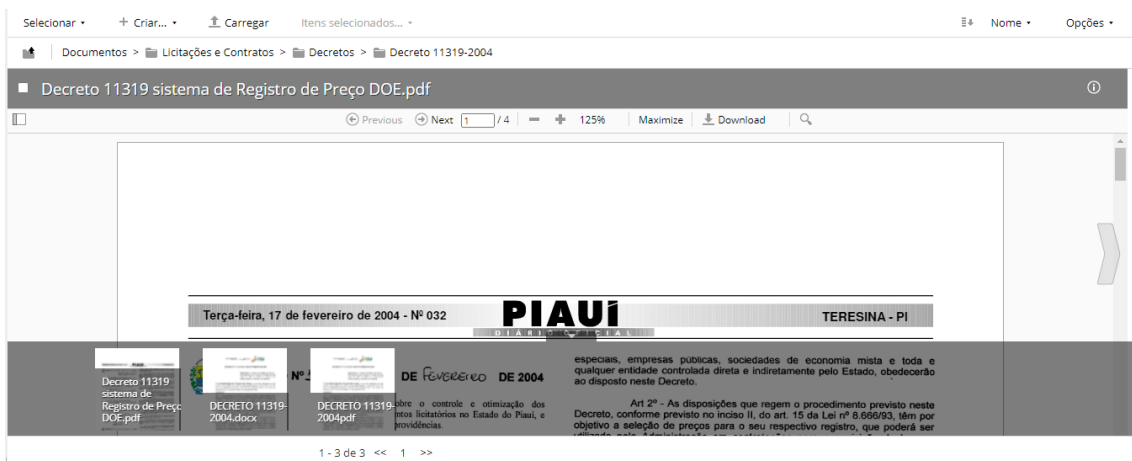 Selecionar
Criar...
Carregar
Itens selecionados...
Nome
Opções
Documentos > Licitações e Contratos > Decretos > Decreto 11319-2004
Decreto 11319 sistema de Registro de Preço DOE.pdf
Previous
Next 1 / 4
125%
Maximize
Download
Terça-feira, 17 de fevereiro de 2004 - Nº 032
PIAUÍ
DIÁRIO OFICIAL
TERESINA - PI
Decreto 11319
sistema de
Registro de Preço
DOE.pdf
DECRETO 11319-
2004.docx
DECRETO 11319-
2004pdf
Nº
DE FEVEREIRO DE 2004
obre o controle e otimização dos
ntos licitatórios no Estado do Piauí, e
providências.
especiais, empresas públicas, sociedades de economia mista e toda e
qualquer entidade controlada direta e indiretamente pelo Estado, obedecerão
ao disposto neste Decreto.
Art 2º - As disposições que regem o procedimento previsto neste
Decreto, conforme previsto no inciso II, do art. 15 da Lei nº 8.666/93, têm por
objetivo a seleção de preços para o seu respectivo registro, que poderá ser
1 - 3 de 3 << 1 >>